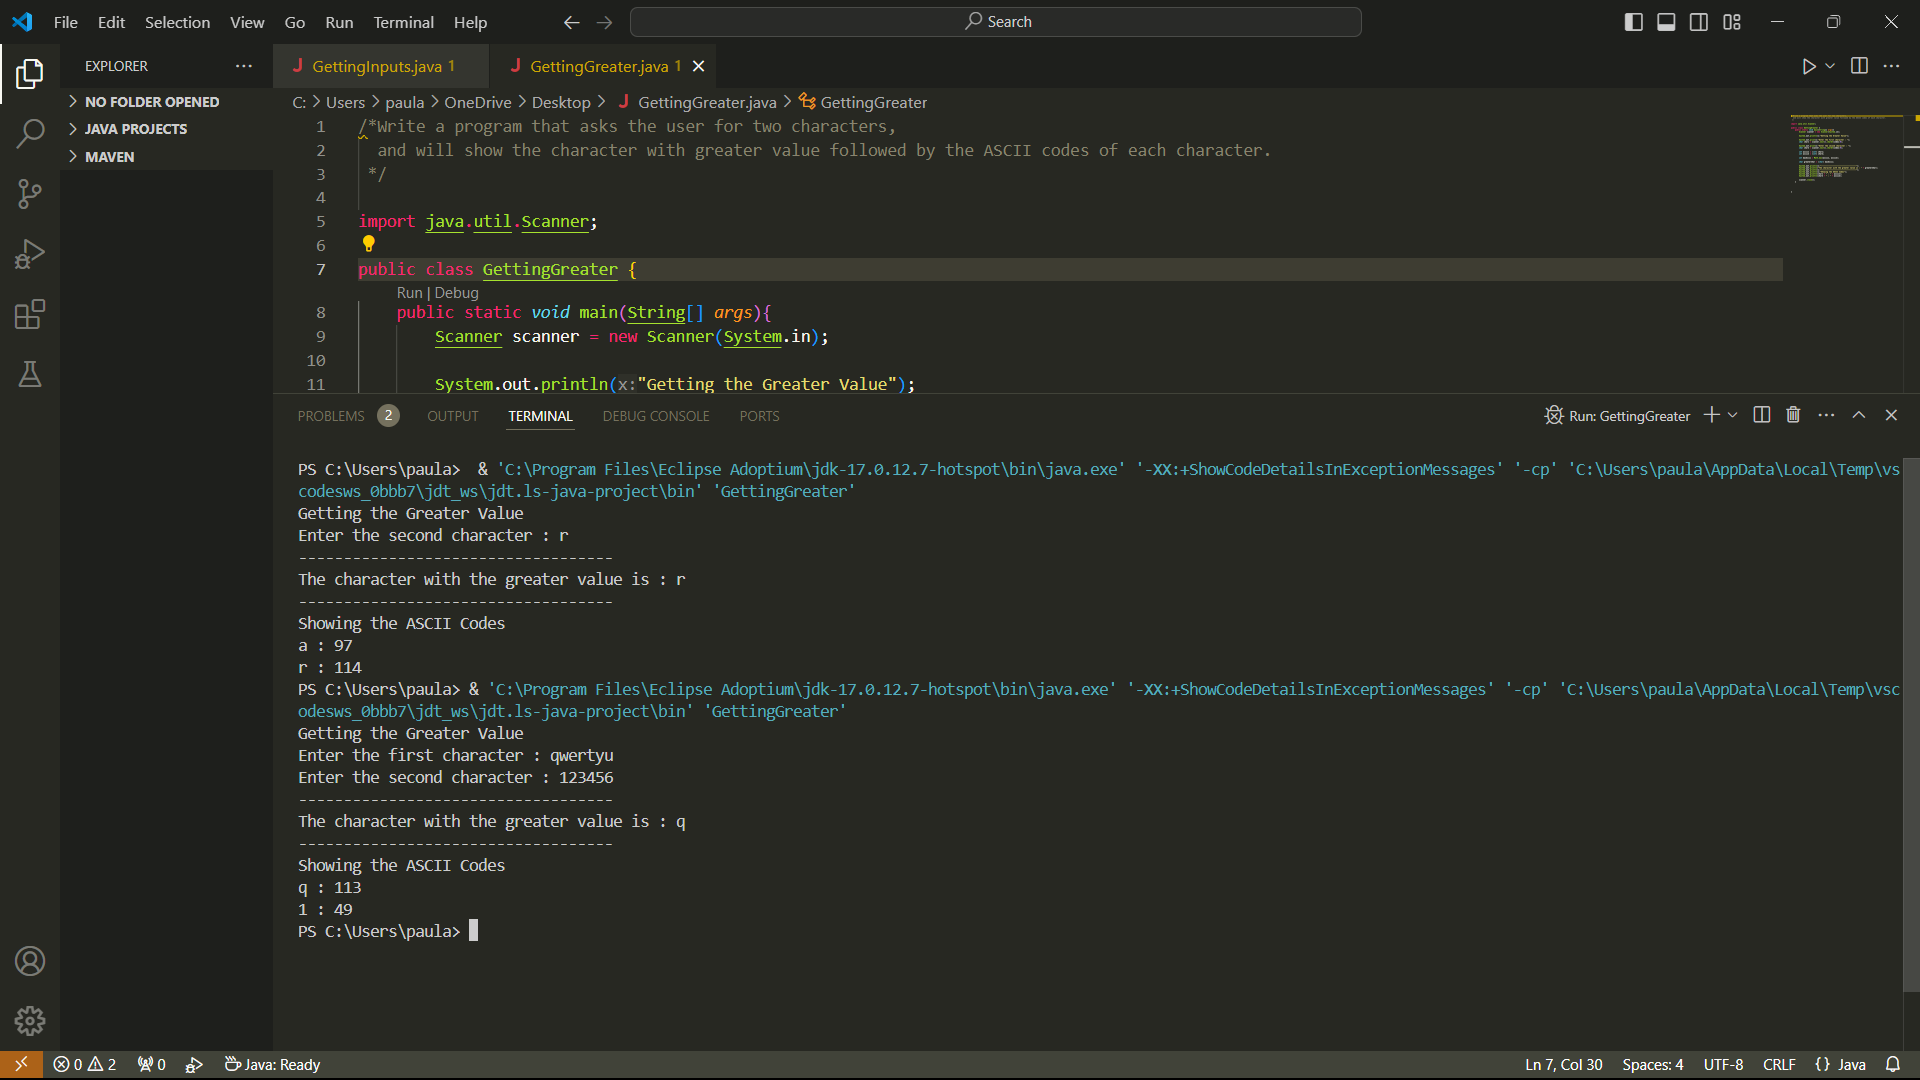 File Edit Selection View Go Run Terminal Help
Search
EXPLORER
NO FOLDER OPENED
JAVA PROJECTS
MAVEN
GettingInputs.java 1
GettingGreater.java 1
C: > Users > paula > OneDrive > Desktop > GettingGreater.java > GettingGreater
1 /*Write a program that asks the user for two characters,
2 and will show the character with greater value followed by the ASCII codes of each character.
3 */
4
5 import java.util.Scanner;
6
7 public class GettingGreater {
Run | Debug
8 public static void main(String[] args){
9 Scanner scanner = new Scanner(System.in);
10
11 System.out.println(x:"Getting the Greater Value");
PROBLEMS 2 OUTPUT TERMINAL DEBUG CONSOLE PORTS
Run: GettingGreater
PS C:\Users\paula>  & 'C:\Program Files\Eclipse Adoptium\jdk-17.0.12.7-hotspot\bin\java.exe' '-XX:+ShowCodeDetailsInExceptionMessages' '-cp' 'C:\Users\paula\AppData\Local\Temp\vs
codesws_0bbb7\jdt_ws\jdt.ls-java-project\bin' 'GettingGreater'
Getting the Greater Value
Enter the second character : r
-----------------------------------
The character with the greater value is : r
-----------------------------------
Showing the ASCII Codes
a : 97
r : 114
PS C:\Users\paula> & 'C:\Program Files\Eclipse Adoptium\jdk-17.0.12.7-hotspot\bin\java.exe' '-XX:+ShowCodeDetailsInExceptionMessages' '-cp' 'C:\Users\paula\AppData\Local\Temp\vsc
odesws_0bbb7\jdt_ws\jdt.ls-java-project\bin' 'GettingGreater'
Getting the Greater Value
Enter the first character : qwertyu
Enter the second character : 123456
-----------------------------------
The character with the greater value is : q
-----------------------------------
Showing the ASCII Codes
q : 113
1 : 49
PS C:\Users\paula>
0 2 0 Java: Ready
Ln 7, Col 30 Spaces: 4 UTF-8 CRLF {} Java